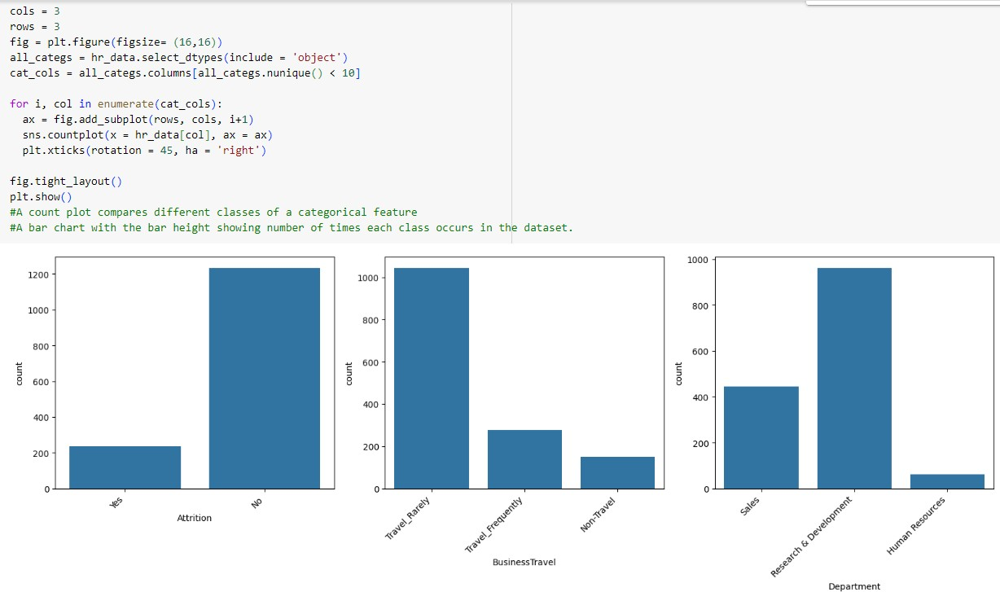 cols = 3
rows = 3
fig = plt.figure(figsize= (16,16))
all_categs = hr_data.select_dtypes(include = 'object')
cat_cols = all_categs.columns[all_categs.nunique() < 10]
for i, col in enumerate(cat_cols):
  ax = fig.add_subplot(rows, cols, i+1)
  sns.countplot(x = hr_data[col], ax = ax)
  plt.xticks(rotation = 45, ha = 'right')
fig.tight_layout()
plt.show()
#A count plot compares different classes of a categorical feature
#A bar chart with the bar height showing number of times each class occurs in the dataset.
1200
1000
800
600
400
200
0
count
Yes
No
Attrition
1000
800
600
400
200
0
count
Travel_Rarely
Travel_Frequently
Non-Travel
BusinessTravel
1000
800
600
400
200
0
count
Sales
Research & Development
Human Resources
Department